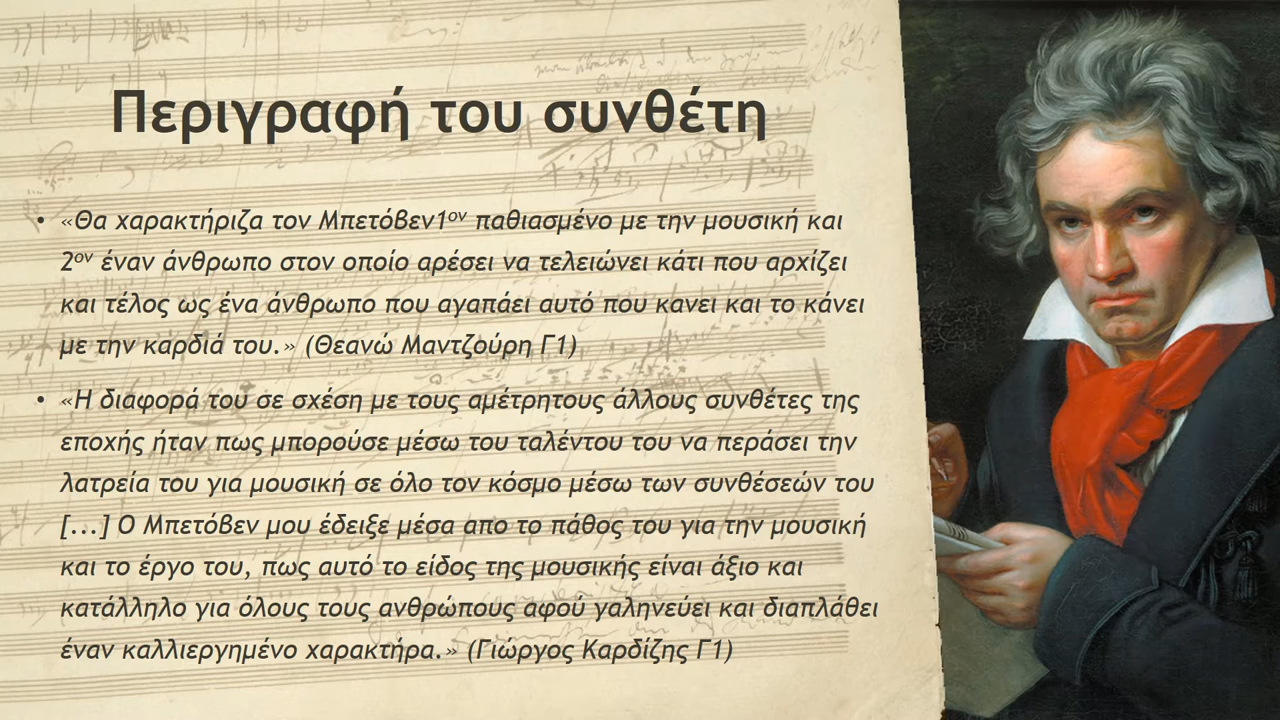 Περιγραφή του συνθέτη
• «Θα χαρακτήριζα τον Μπετόβεν1ον παθιασμένο με την μουσική και
2ον έναν άνθρωπο στον οποίο αρέσει να τελειώνει κάτι που αρχίζει
και τέλος ως ένα άνθρωπο που αγαπάει αυτό που κανει και το κάνει
με την καρδιά του.» (Θεανώ Μαντζούρη Γ1)
• «Η διαφορά του σε σχέση με τους αμέτρητους άλλους συνθέτες της
εποχής ήταν πως μπορούσε μέσω του ταλέντου του να περάσει την
λατρεία του για μουσική σε όλο τον κόσμο μέσω των συνθέσεών του
[...] Ο Μπετόβεν μου έδειξε μέσα απο το πάθος του για την μουσική
και το έργο του, πως αυτό το είδος της μουσικής είναι άξιο και
κατάλληλο για όλους τους ανθρώπους αφού γαληνεύει και διαπλάθει
έναν καλλιεργημένο χαρακτήρα.» (Γιώργος Καρδίζης Γ1)